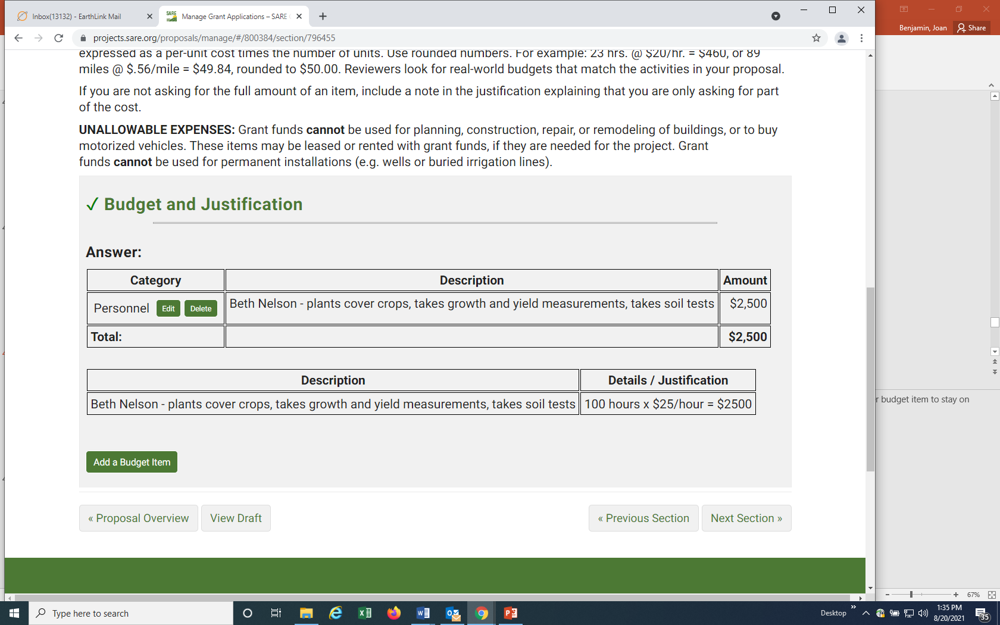 Inbox(13132) - EarthLink Mail
Manage Grant Applications – SARE
Benjamin, Joan
Share
projects.sare.org/proposals/manage/#/800384/section/796455
expressed as a per-unit cost times the number of units. Use rounded numbers. For example: 23 hrs. @ $20/hr. = $460, or 89
miles @ $.56/mile = $49.84, rounded to $50.00. Reviewers look for real-world budgets that match the activities in your proposal.
If you are not asking for the full amount of an item, include a note in the justification explaining that you are only asking for part
of the cost.
UNALLOWABLE EXPENSES: Grant funds cannot be used for planning, construction, repair, or remodeling of buildings, or to buy
motorized vehicles. These items may be leased or rented with grant funds, if they are needed for the project. Grant
funds cannot be used for permanent installations (e.g. wells or buried irrigation lines).
✓ Budget and Justification
Answer:
Category Description Amount
Personnel Edit Delete Beth Nelson - plants cover crops, takes growth and yield measurements, takes soil tests $2,500
Total: $2,500
Description Details / Justification
Beth Nelson - plants cover crops, takes growth and yield measurements, takes soil tests 100 hours x $25/hour = $2500
r budget item to stay on
Add a Budget Item
« Proposal Overview View Draft « Previous Section Next Section »
67%
Type here to search
Desktop
1:35 PM
8/20/2021
35